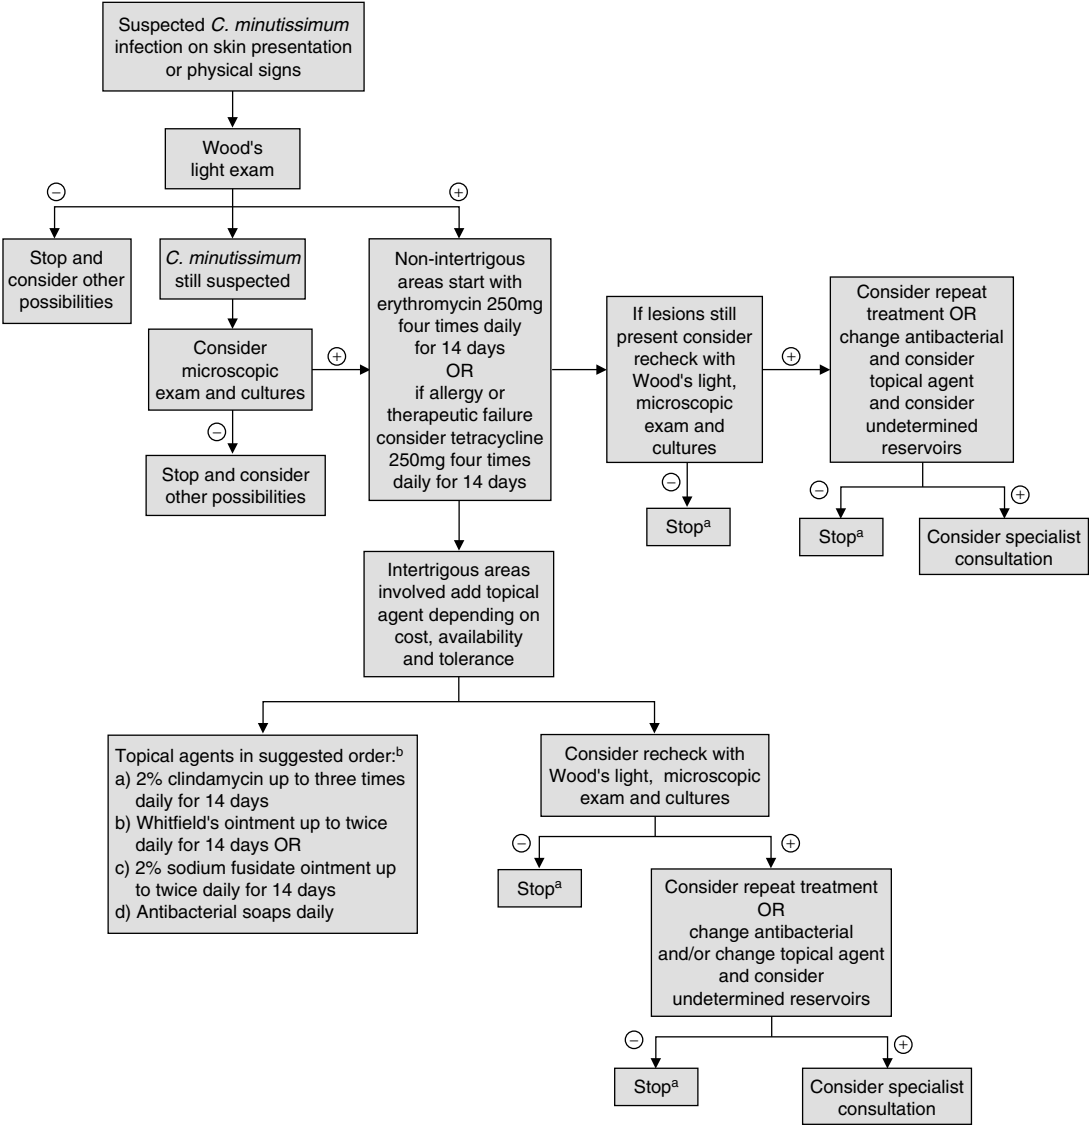 Suspected C. minutissimum
infection on skin presentation
or physical signs
Wood's
light exam
−
+
Stop and
consider other
possibilities
C. minutissimum
still suspected
Consider
microscopic
exam and cultures
+
−
Stop and consider
other possibilities
Non-intertrigous
areas start with
erythromycin 250mg
four times daily
for 14 days
OR
if allergy or
therapeutic failure
consider tetracycline
250mg four times
daily for 14 days
If lesions still
present consider
recheck with
Wood's light,
microscopic
exam and
cultures
+
−
Stopᵃ
Consider repeat
treatment OR
change antibacterial
and consider
topical agent
and consider
undetermined
reservoirs
−
+
Stopᵃ
Consider specialist
consultation
Intertrigous areas
involved add topical
agent depending on
cost, availability
and tolerance
Topical agents in suggested order:ᵇ
a) 2% clindamycin up to three times
daily for 14 days
b) Whitfield's ointment up to twice
daily for 14 days OR
c) 2% sodium fusidate ointment up
to twice daily for 14 days
d) Antibacterial soaps daily
Consider recheck with
Wood's light, microscopic
exam and cultures
−
+
Stopᵃ
Consider repeat treatment
OR
change antibacterial
and/or change topical agent
and consider
undetermined reservoirs
−
+
Stopᵃ
Consider specialist
consultation